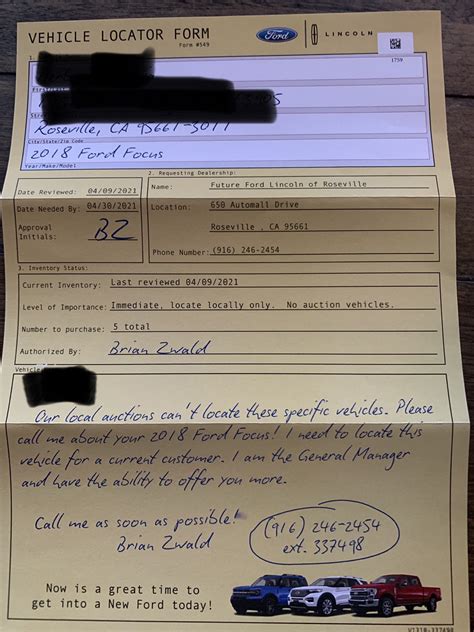 VEHICLE LOCATOR FORM
Form #549
Ford
LINCOLN
1759
Street
Roseville, CA 95661-5011
City/State/Zip Code
2018 Ford Focus
Year/Make/Model
2. Requesting Dealership:
Date Reviewed: 04/09/2021
Name: Future Ford Lincoln of Roseville
Date Needed By: 04/30/2021
Location: 650 Automall Drive
Approval
Initials: BZ
Roseville , CA 95661
Phone Number: (916) 246-2454
3. Inventory Status:
Current Inventory: Last reviewed 04/09/2021
Level of Importance: Immediate, locate locally only. No auction vehicles.
Number to purchase: 5 total
Authorized By: Brian Zwald
Vehicle
Our local auctions can't locate these specific vehicles. Please
call me about your 2018 Ford Focus! I need to locate this
vehicle for a current customer. I am the General Manager
and have the ability to offer you more.
Call me as soon as possible!
Brian Zwald
(916) 246-2454
ext. 337498
Now is a great time to
get into a New Ford today!